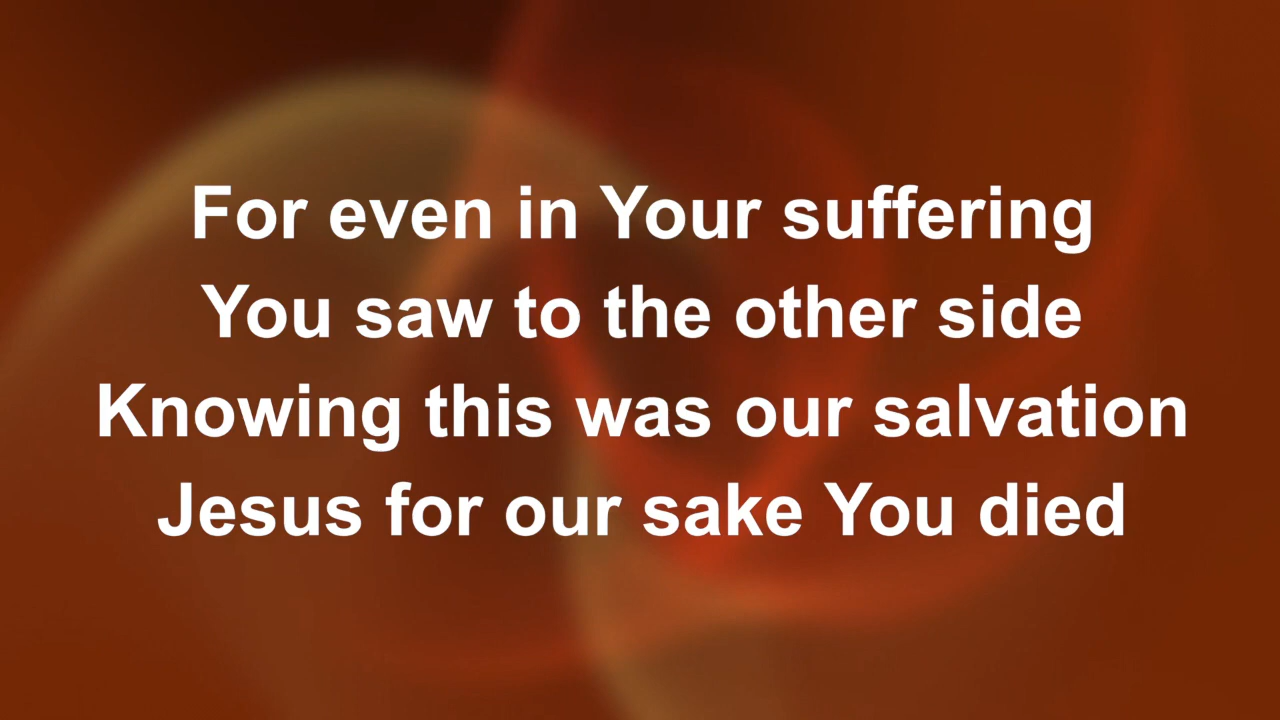 For even in Your suffering
You saw to the other side
Knowing this was our salvation
Jesus for our sake You died